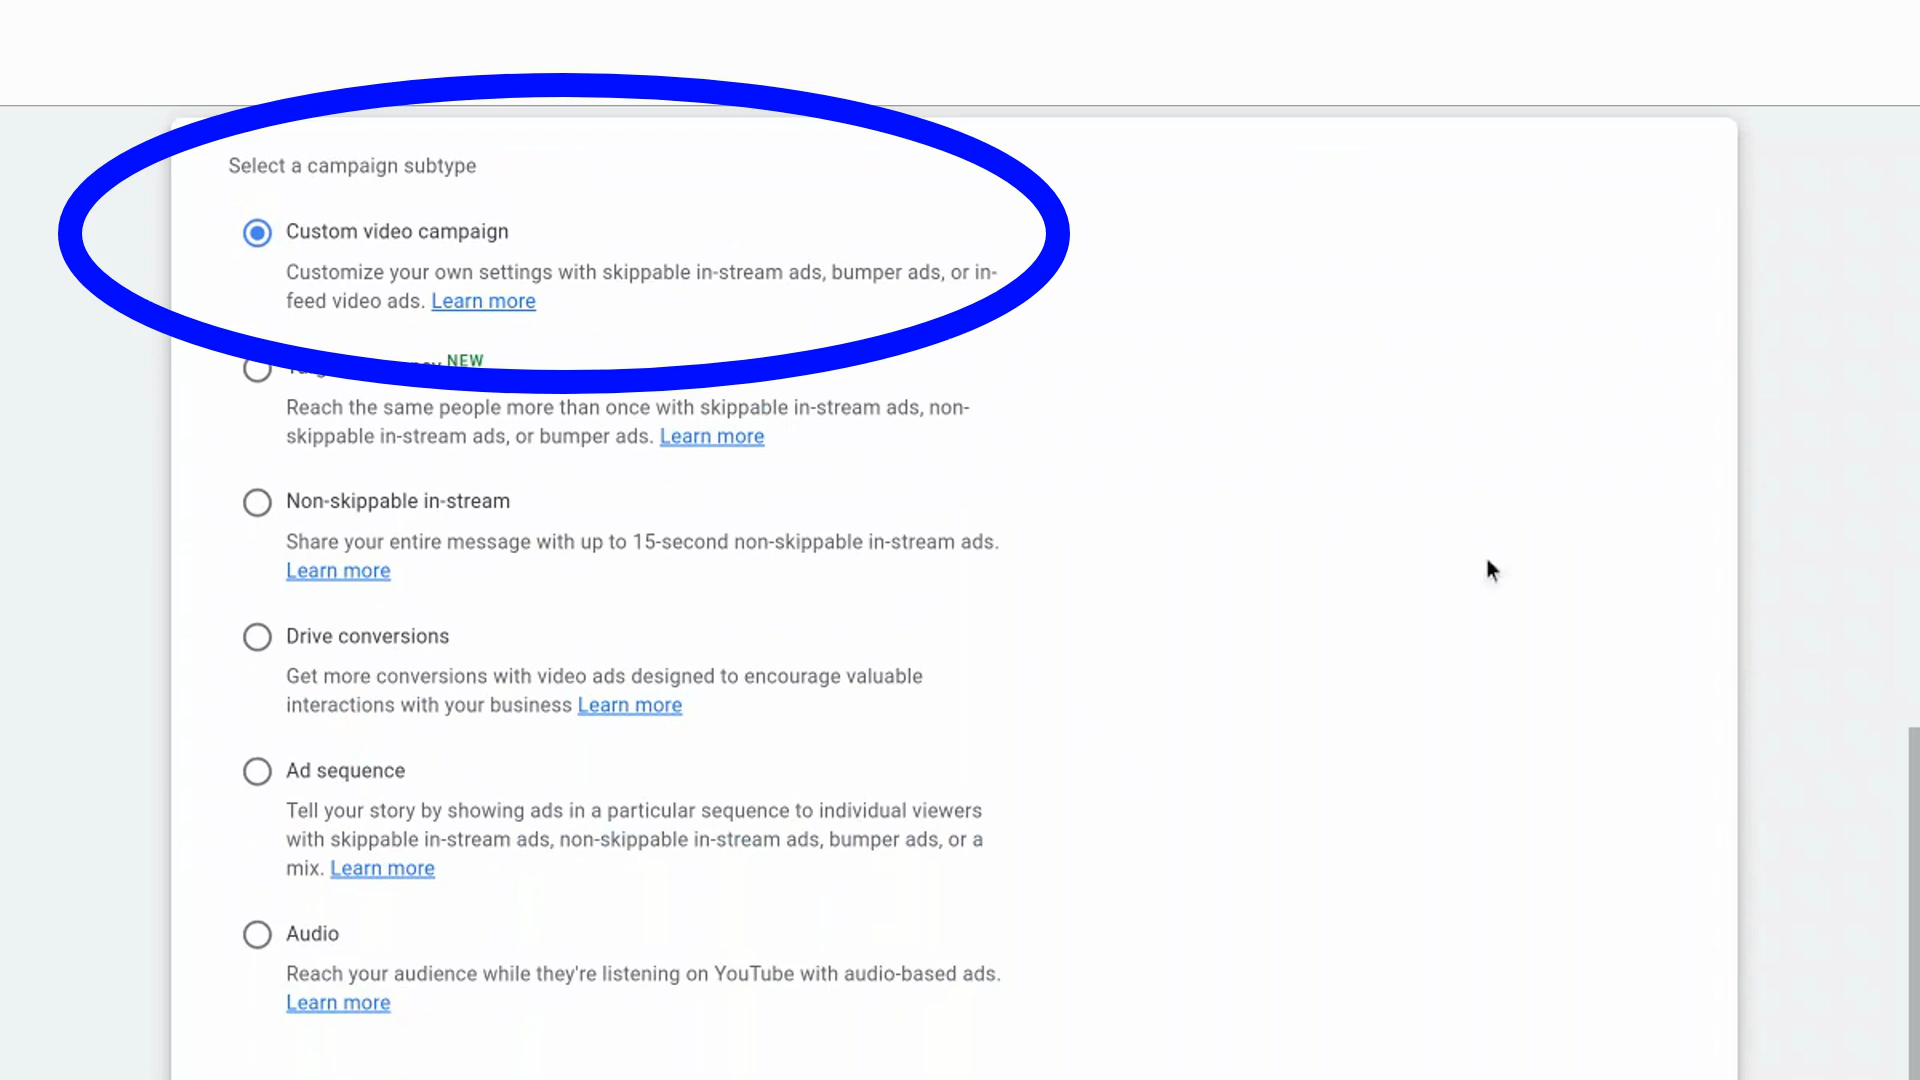 Select a campaign subtype
Custom video campaign
Customize your own settings with skippable in-stream ads, bumper ads, or in-
feed video ads. Learn more
NEW
Reach the same people more than once with skippable in-stream ads, non-
skippable in-stream ads, or bumper ads. Learn more
Non-skippable in-stream
Share your entire message with up to 15-second non-skippable in-stream ads.
Learn more
Drive conversions
Get more conversions with video ads designed to encourage valuable
interactions with your business Learn more
Ad sequence
Tell your story by showing ads in a particular sequence to individual viewers
with skippable in-stream ads, non-skippable in-stream ads, bumper ads, or a
mix. Learn more
Audio
Reach your audience while they're listening on YouTube with audio-based ads.
Learn more